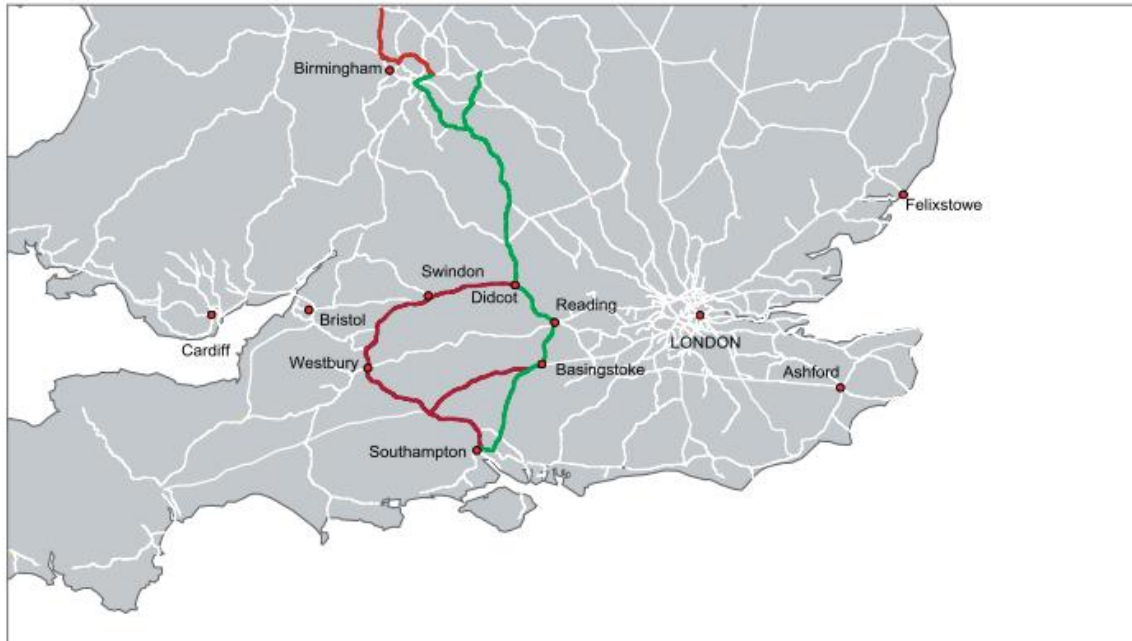 Birmingham
Felixstowe
Swindon
Didcot
Reading
Bristol
LONDON
Cardiff
Westbury
Basingstoke
Ashford
Southampton